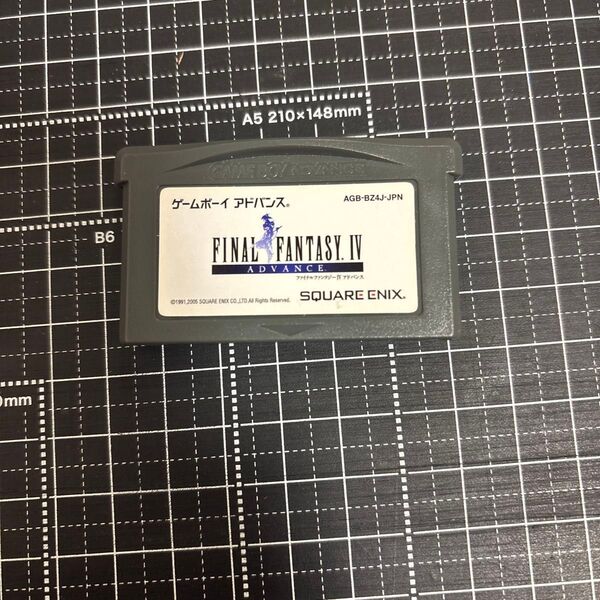 A5 210×148mm
GAME BOY ADVANCE
B6
ゲームボーイ アドバンス®
AGB-BZ4J-JPN
FINAL FANTASY. IV
ADVANCE.
ファイナルファンタジーIV アドバンス
©1991,2005 SQUARE ENIX CO.,LTD.All Rights Reserved.
SQUARE ENIX.
0mm